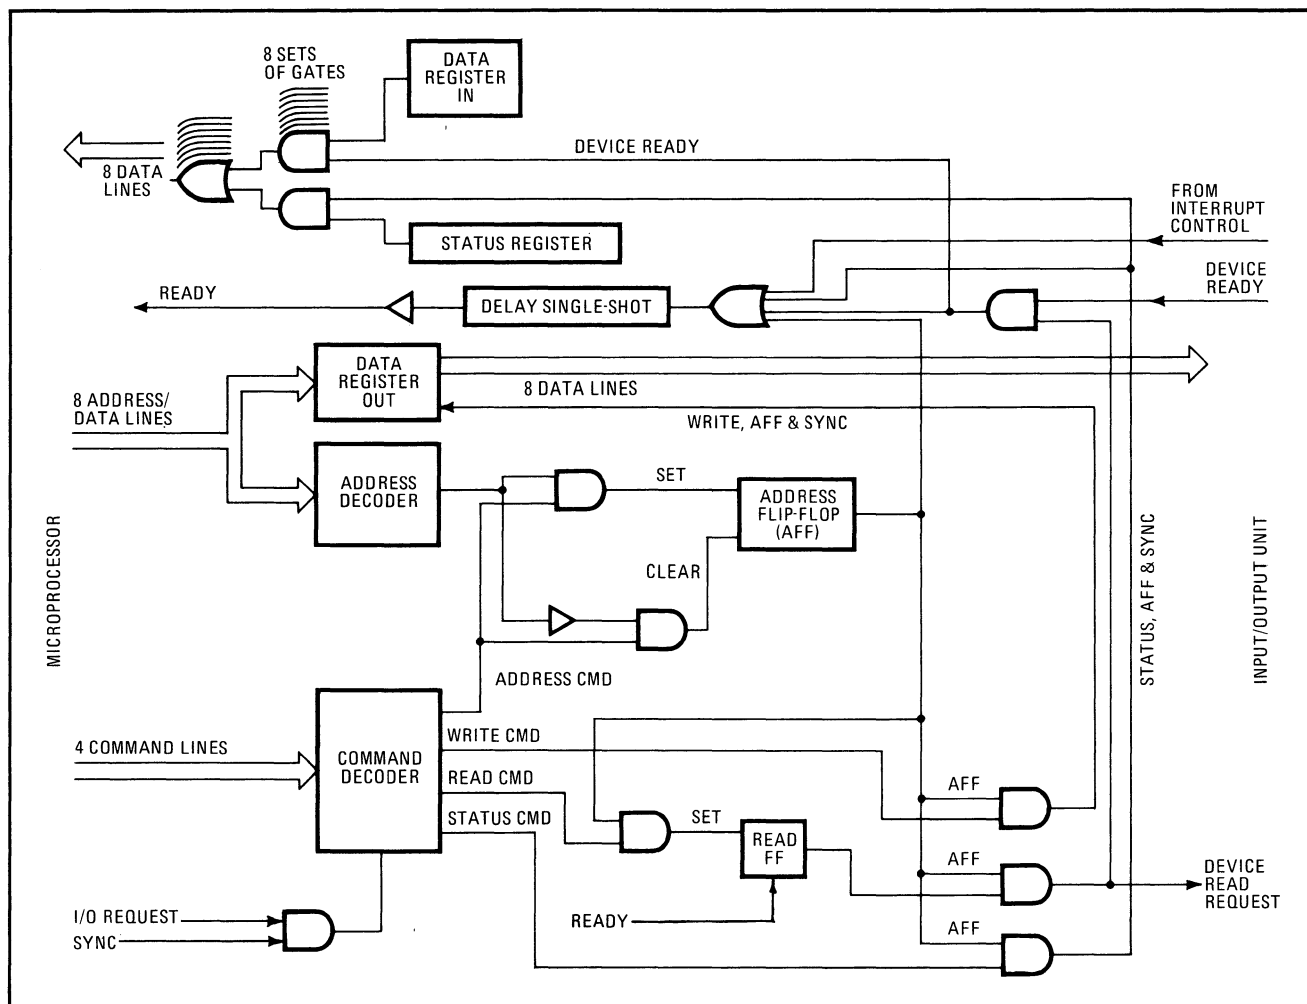 8 SETS
OF GATES
DATA
REGISTER
IN
DEVICE READY
8 DATA
LINES
FROM
INTERRUPT
CONTROL
STATUS REGISTER
DEVICE
READY
READY
DELAY SINGLE-SHOT
DATA
REGISTER
OUT
8 DATA LINES
8 ADDRESS/
DATA LINES
WRITE, AFF & SYNC
ADDRESS
DECODER
SET
ADDRESS
FLIP-FLOP
(AFF)
CLEAR
MICROPROCESSOR
STATUS, AFF & SYNC
INPUT/OUTPUT UNIT
ADDRESS CMD
4 COMMAND LINES
COMMAND
DECODER
WRITE CMD
READ CMD
STATUS CMD
SET
READ
FF
READY
AFF
AFF
AFF
DEVICE
READ
REQUEST
I/O REQUEST
SYNC